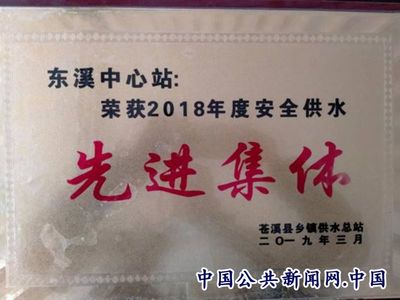 东溪中心站:
荣获2018年度安全供水
先进集体
苍溪县乡镇供水总站
二〇一九年三月
中国公共新闻网.中国